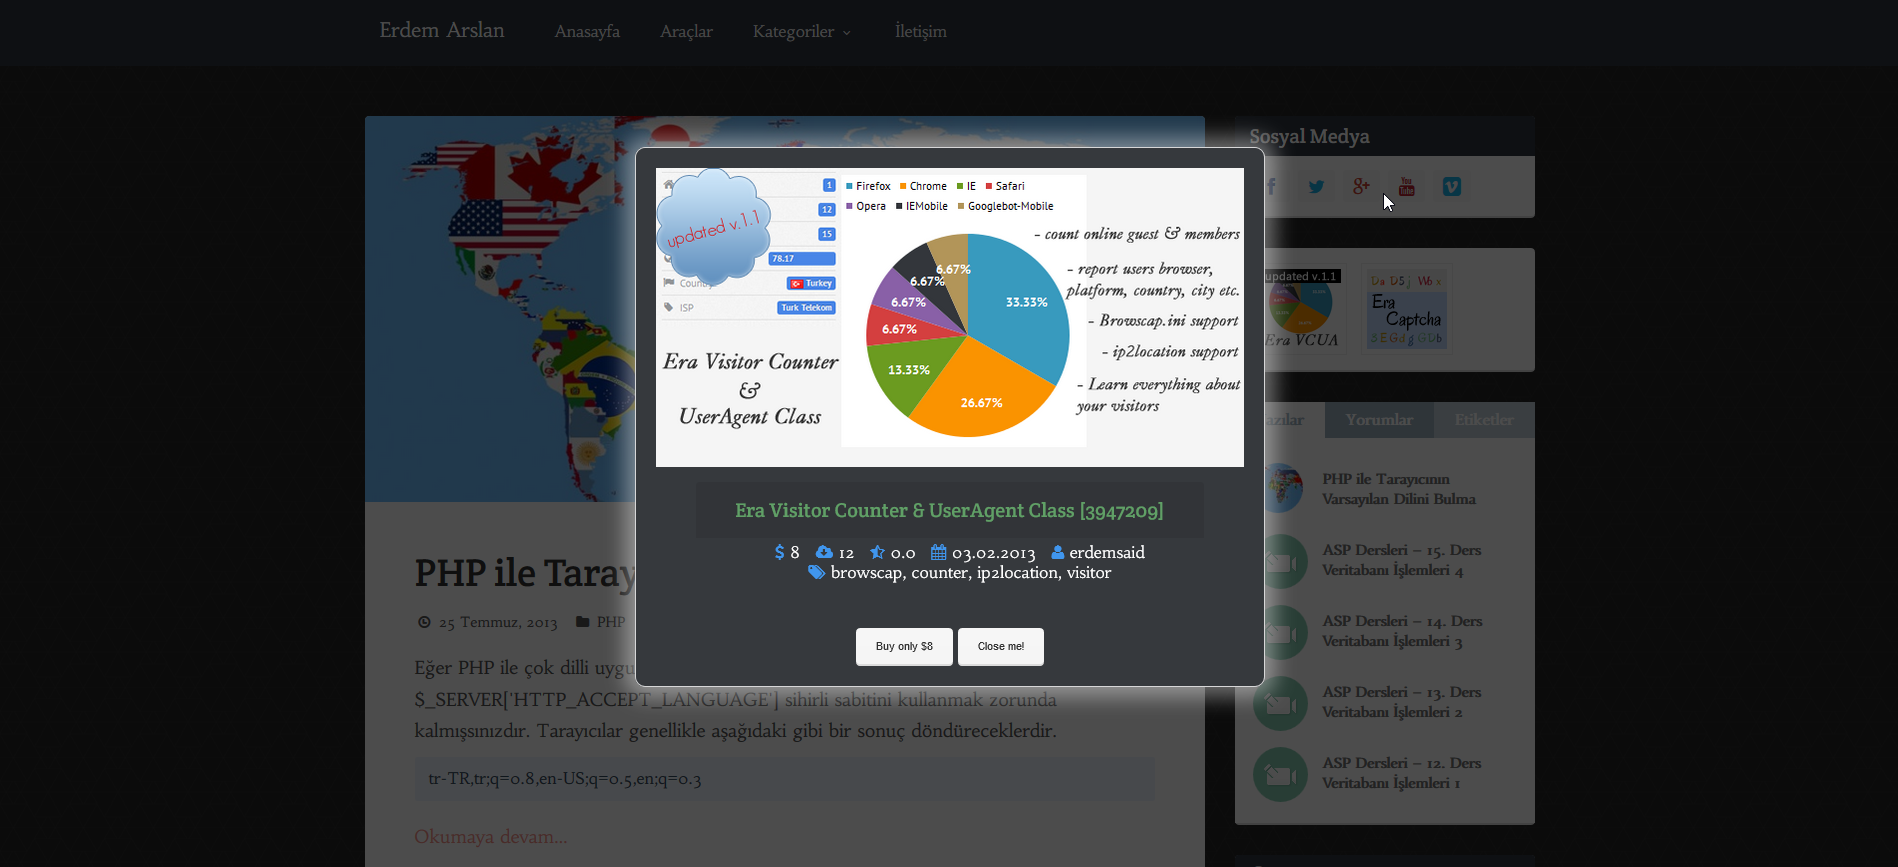 Erdem Arslan
Anasayfa
Araçlar
Kategoriler
İletişim
Sosyal Medya
You
Tube
updated v.1.1
Era VCUA
Da D5 j Wb x
Era
Captcha
Yorumlar
Etiketler
PHP ile Tarayıcının
Varsayılan Dilini Bulma
ASP Dersleri – 15. Ders
Veritabanı İşlemleri 4
ASP Dersleri – 14. Ders
Veritabanı İşlemleri 3
ASP Dersleri – 13. Ders
Veritabanı İşlemleri 2
ASP Dersleri – 12. Ders
Veritabanı İşlemleri 1
updated v.1.1
1
12
15
78.17
Turkey
ISP
Turk Telekom
Era Visitor Counter
&
UserAgent Class
Firefox Chrome IE Safari
Opera IEMobile Googlebot-Mobile
33.33%
26.67%
13.33%
6.67%
6.67%
6.67%
6.67%
- count online guest & members
- report users browser,
platform, country, city etc.
- Browscap.ini support
- ip2location support
- Learn everything about
your visitors
Era Visitor Counter & UserAgent Class [3947209]
$ 8 12 0.0 03.02.2013 erdemsaid
browscap, counter, ip2location, visitor
Buy only $8
Close me!
PHP ile Taray
25 Temmuz, 2013 PHP
Eğer PHP ile çok dilli uygu
$_SERVER['HTTP_ACCEPT_LANGUAGE'] sihirli sabitini kullanmak zorunda
kalmışsınızdır. Tarayıcılar genellikle aşağıdaki gibi bir sonuç döndüreceklerdir.
tr-TR,tr;q=0.8,en-US;q=0.5,en;q=0.3
Okumaya devam...